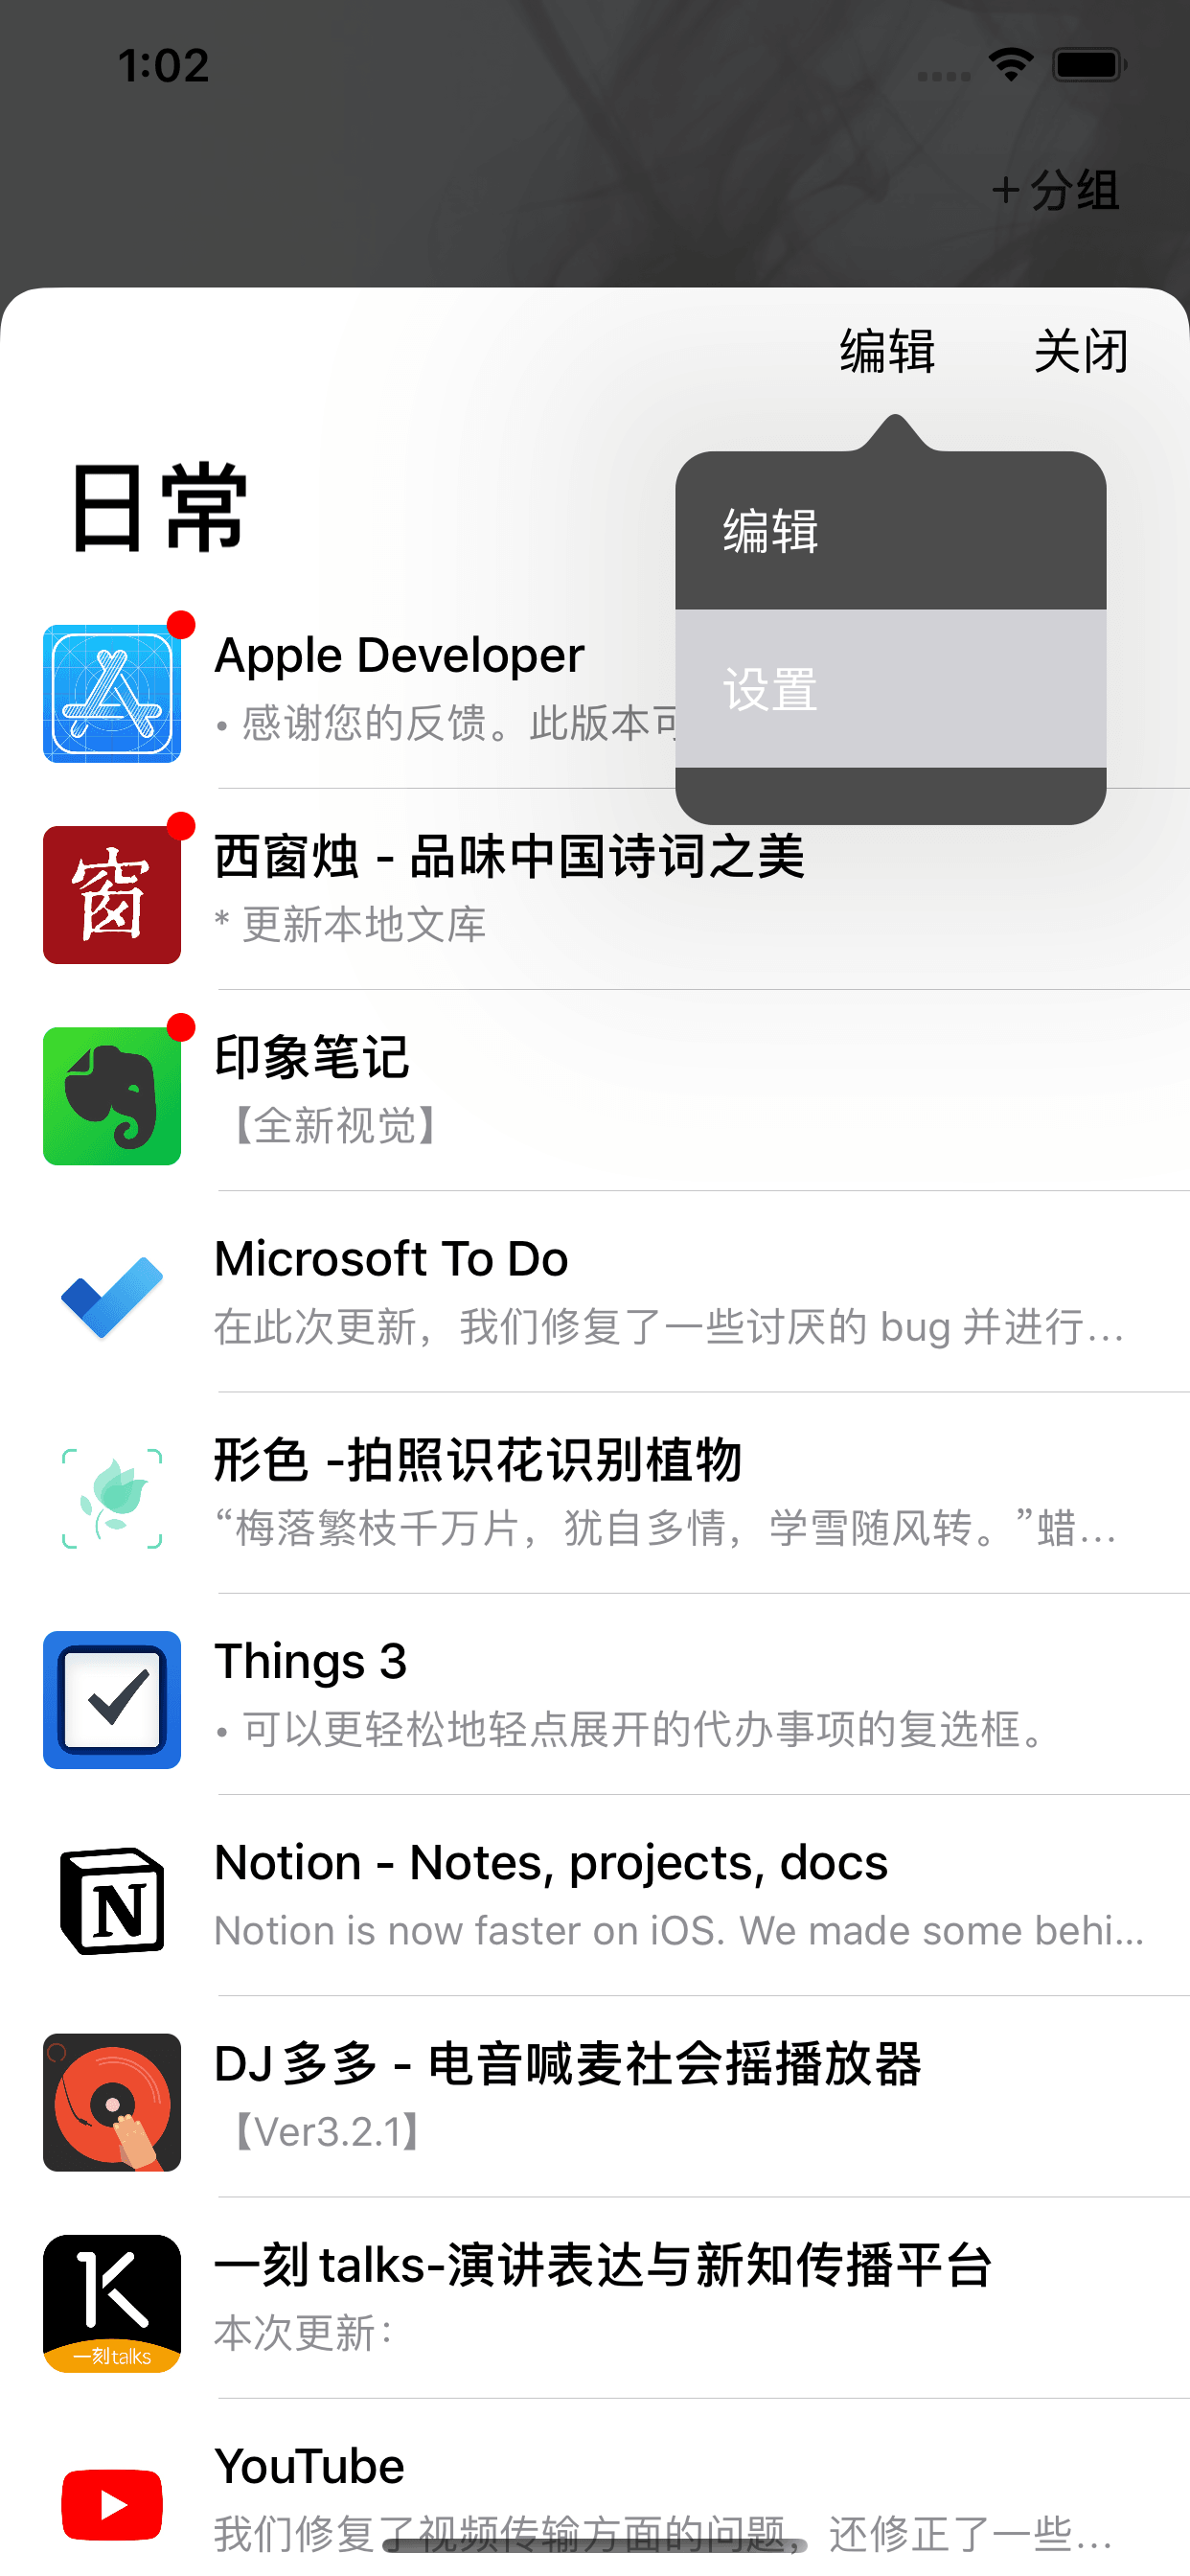 1:02
+ 分组
编辑 关闭
日常
编辑
设置
Apple Developer
• 感谢您的反馈。此版本可
西窗烛 - 品味中国诗词之美
* 更新本地文库
窗
印象笔记
【全新视觉】
Microsoft To Do
在此次更新，我们修复了一些讨厌的 bug 并进行...
形色 -拍照识花识别植物
“梅落繁枝千万片，犹自多情，学雪随风转。”蜡...
Things 3
• 可以更轻松地轻点展开的代办事项的复选框。
Notion - Notes, projects, docs
Notion is now faster on iOS. We made some behi...
N
DJ多多 - 电音喊麦社会摇播放器
【Ver3.2.1】
一刻talks-演讲表达与新知传播平台
本次更新：
一刻talks
YouTube
我们修复了视频传输方面的问题，还修正了一些...